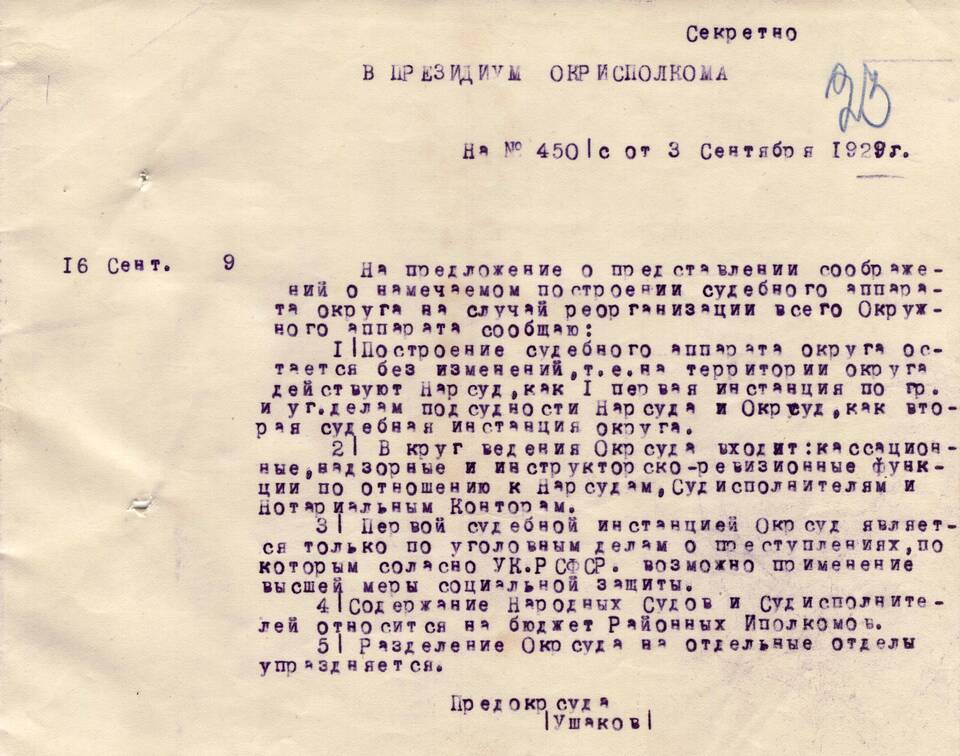 Секретно
В ПРЕЗИДИУМ ОКРИСПОЛКОМА
23
На № 450|с от 3 Сентября 1929г.
16 Сент. 9
На предложение о представлении соображе-
ний о намечаемом построении судебного аппара-
та округа на случай реорганизации всего Окруж-
ного аппарата сообщаю:
I|Построение судебного аппарата округа ос-
тается без изменений,т.е.на территории округа
действуют Нарсуд,как I первая инстанция по гр.
и уг.делам подсудности Нарсуда и Окрсуд,как вто-
рая судебная инстанция округа.
2| В круг ведения Окрсуда входит:кассацион-
ные,надзорные и инструкторско-ревизионные функ-
ции по отношению к Нарсудам,Судисполнителям и
Нотариальным Конторам.
3| Первой судебной инстанцией Окрсуд являет-
ся только по уголовным делам о преступлениях,по
которым соласно УК.РСФСР. возможно применение
высшей меры социальной защиты.
4|Содержание Народных Судов и Судисполните-
лей относится на бюджет Районных Иполкомов.
5| Разделение Окрсуда на отдельные отделы
упраздняется.
Предокрсуда
|Ушаков|